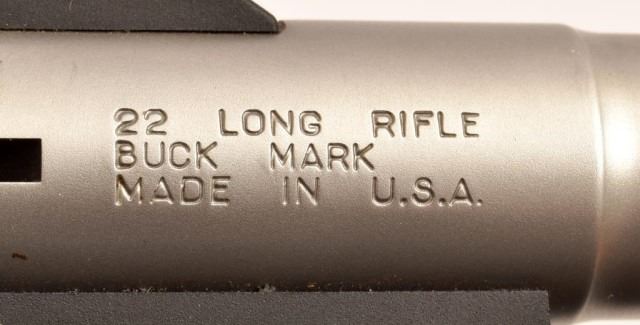 22 LONG RIFLE
BUCK MARK
MADE IN U.S.A.